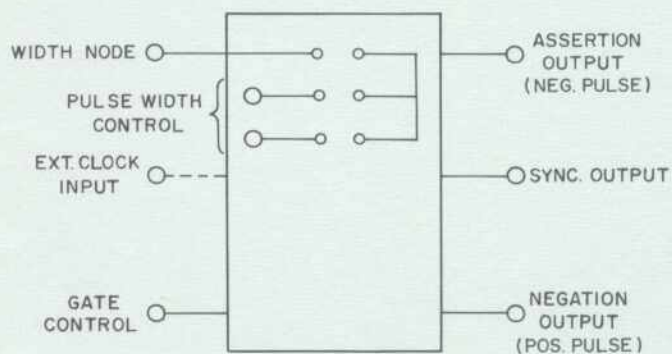 WIDTH NODE
PULSE WIDTH
CONTROL
EXT. CLOCK
INPUT
GATE
CONTROL
ASSERTION
OUTPUT
(NEG. PULSE)
SYNC. OUTPUT
NEGATION
OUTPUT
(POS. PULSE)